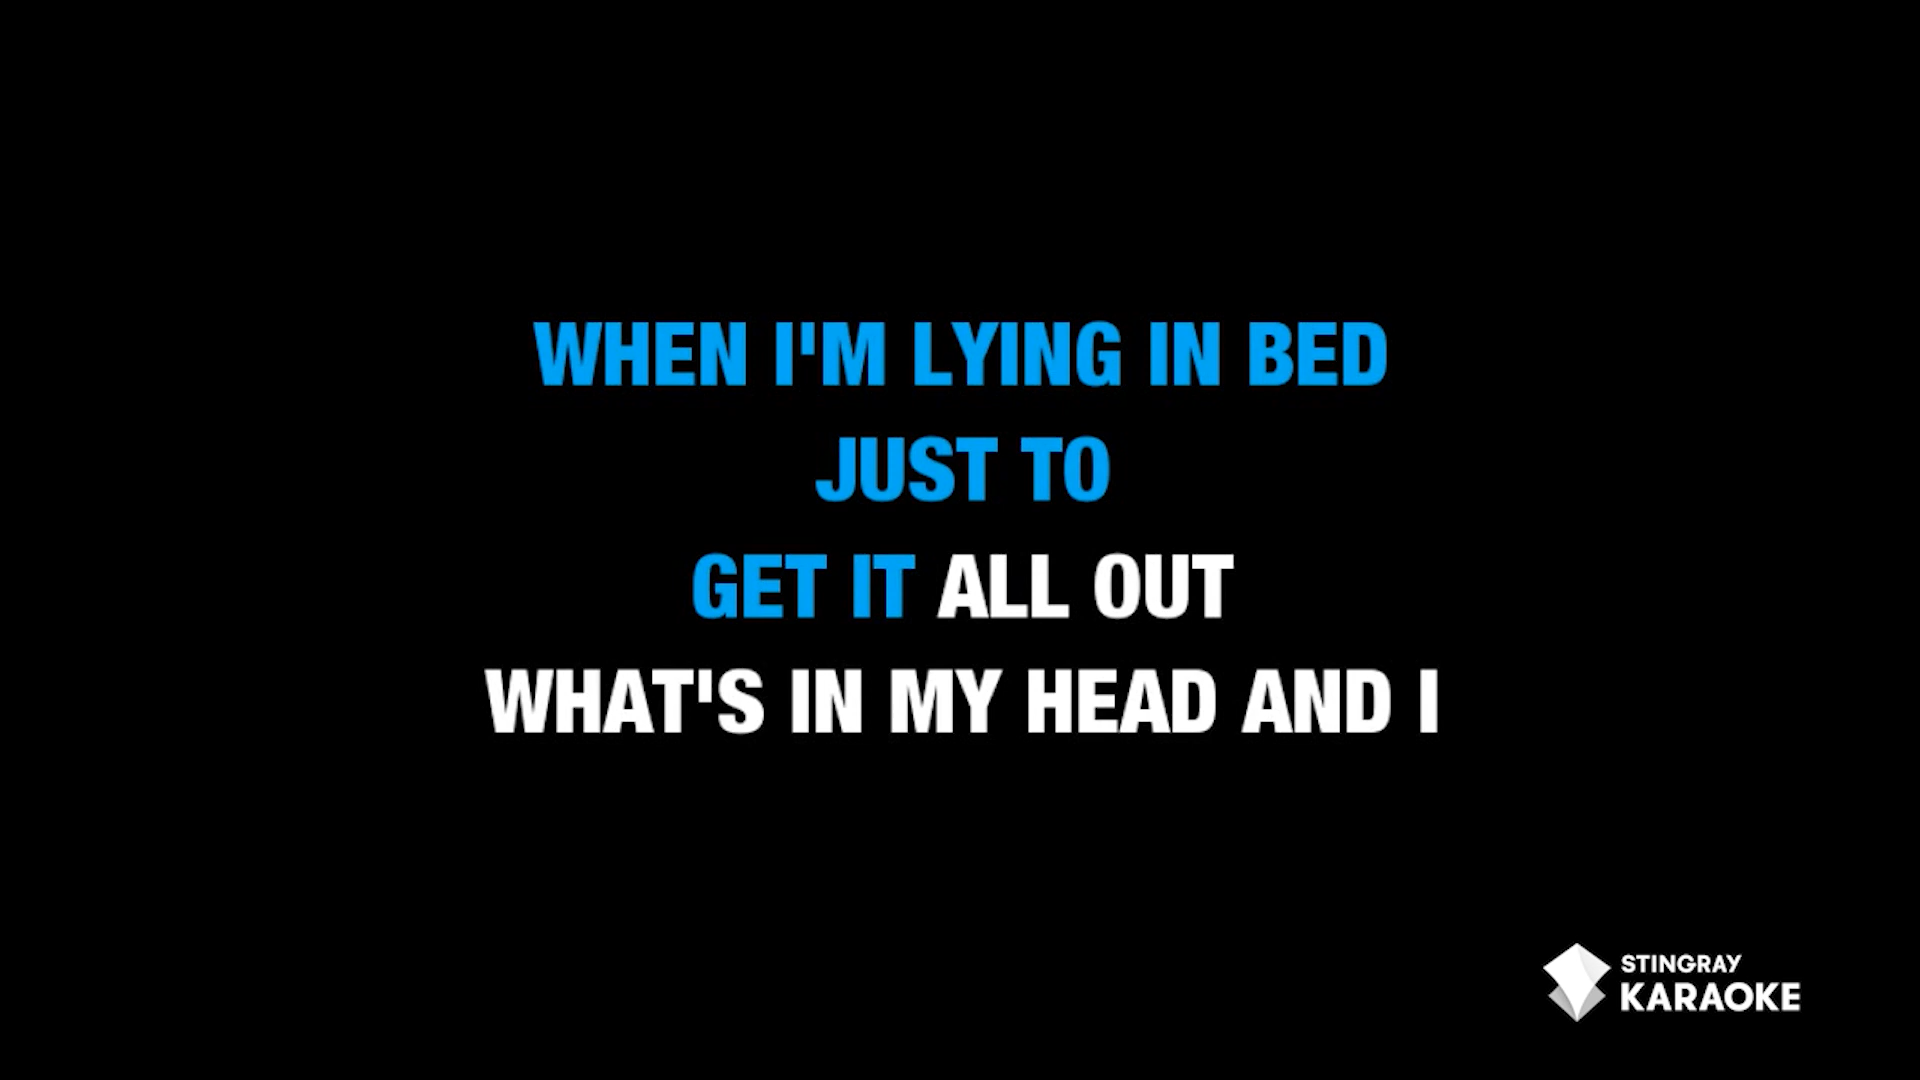 WHEN I'M LYING IN BED
JUST TO
GET IT ALL OUT
WHAT'S IN MY HEAD AND I
STINGRAY
KARAOKE